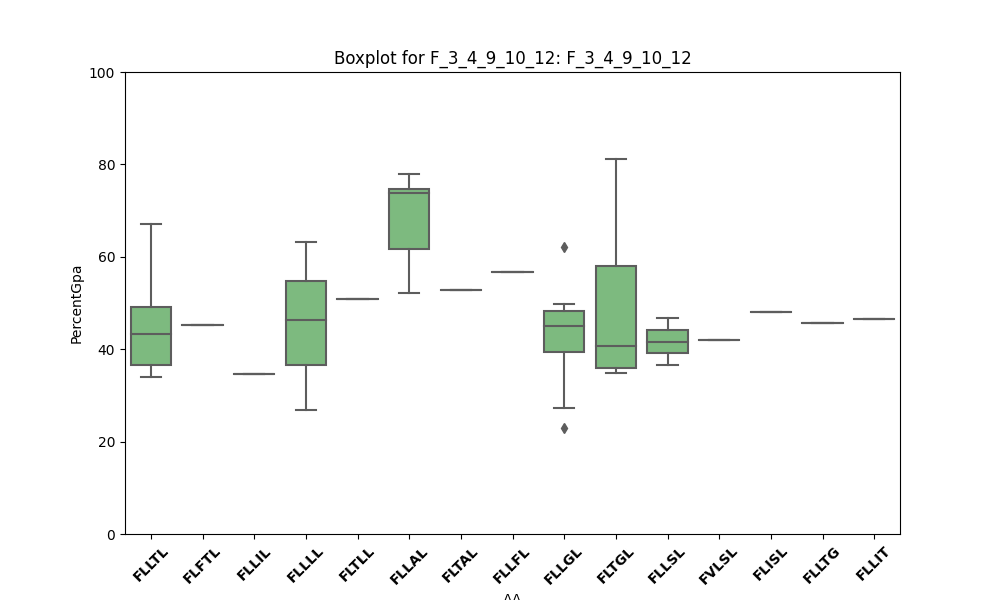 Boxplot for F_3_4_9_10_12: F_3_4_9_10_12
PercentGpa
100
80
60
40
20
0
FLLTL
FLFTL
FLLIL
FLLLL
FLTLL
FLLAL
FLTAL
FLLFL
FLLGL
FLTGL
FLLSL
FVLSL
FLISL
FLLTG
FLLIT
AA